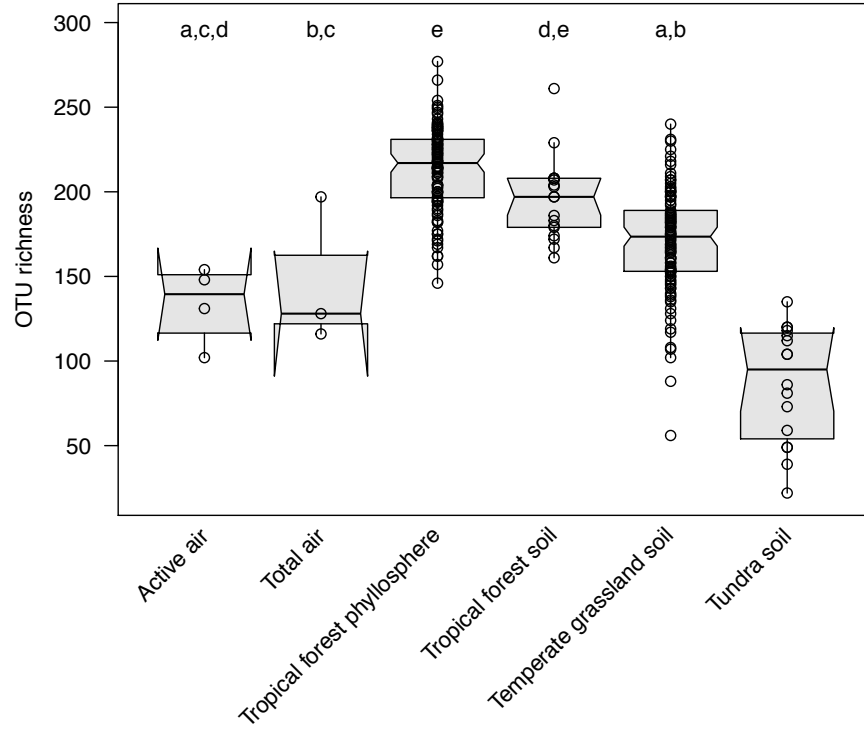 300
250
200
150
100
50
OTU richness
a,c,d
b,c
e
d,e
a,b
Active air
Total air
Tropical forest phyllosphere
Tropical forest soil
Temperate grassland soil
Tundra soil